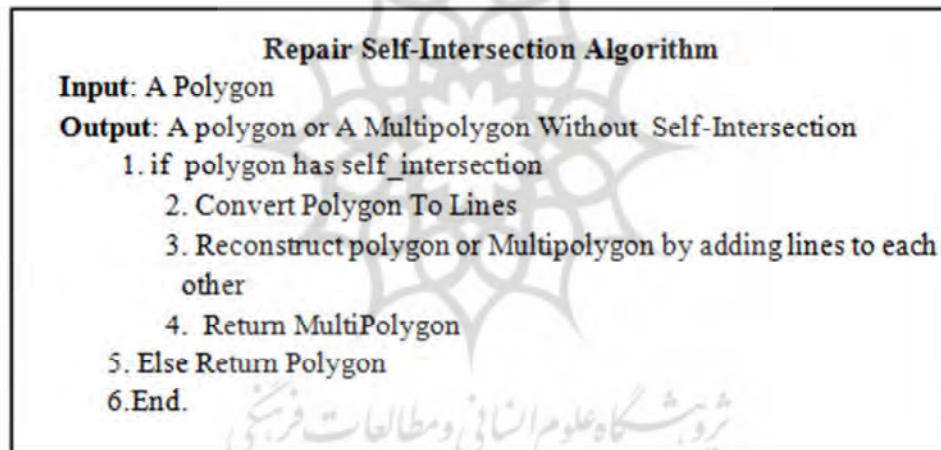 Repair Self-Intersection Algorithm
Input: A Polygon
Output: A polygon or A Multipolygon Without Self-Intersection
1. if polygon has self_intersection
2. Convert Polygon To Lines
3. Reconstruct polygon or Multipolygon by adding lines to each
other
4. Return MultiPolygon
5. Else Return Polygon
6.End.
پژوهشگاه علوم انسانی و مطالعات فرهنگی